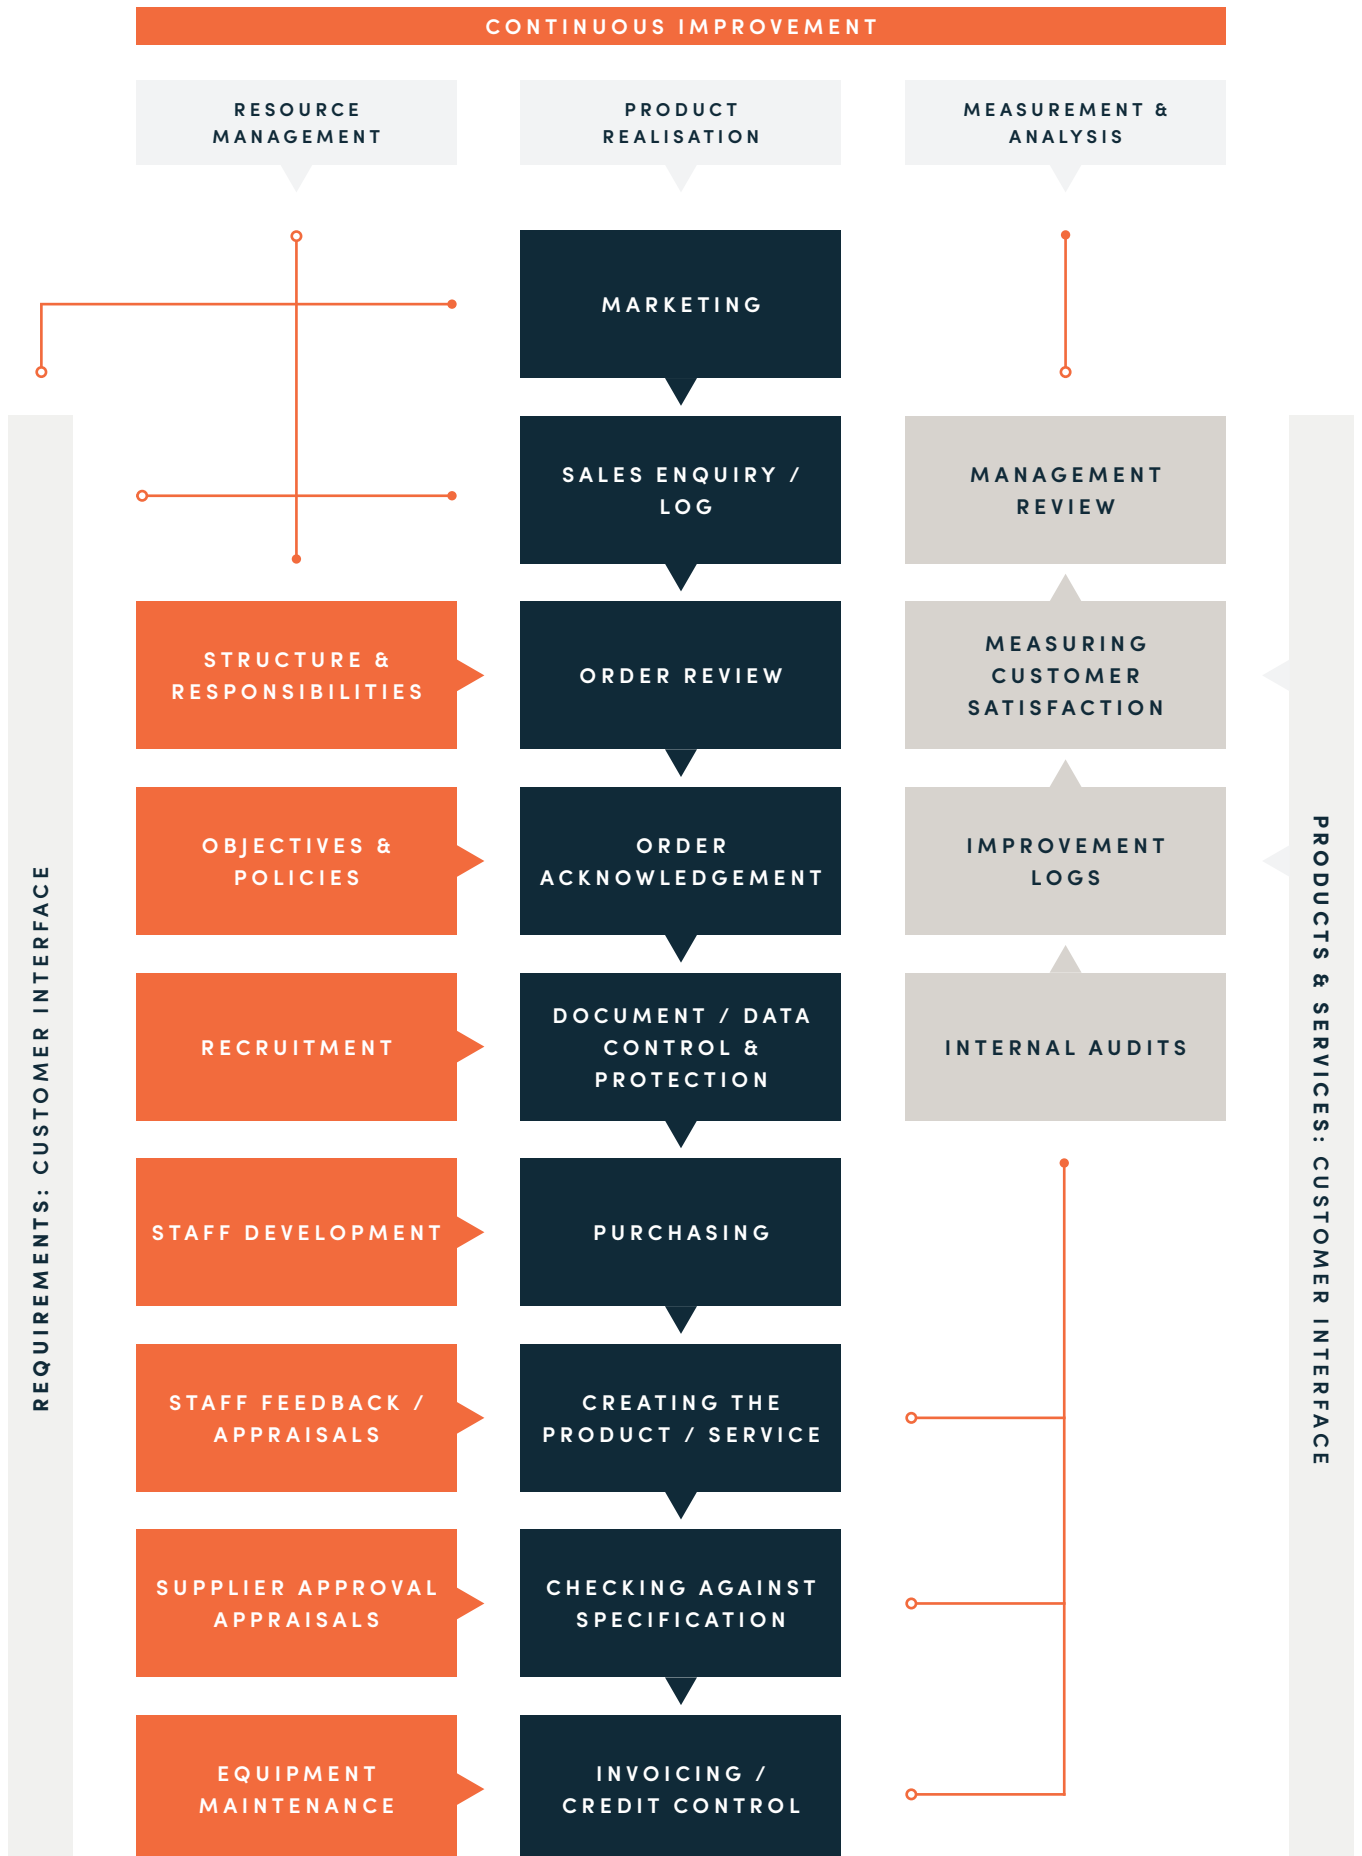 CONTINUOUS IMPROVEMENT
RESOURCE
MANAGEMENT
PRODUCT
REALISATION
MEASUREMENT &
ANALYSIS
MARKETING
SALES ENQUIRY /
LOG
MANAGEMENT
REVIEW
STRUCTURE &
RESPONSIBILITIES
ORDER REVIEW
MEASURING
CUSTOMER
SATISFACTION
OBJECTIVES &
POLICIES
ORDER
ACKNOWLEDGEMENT
IMPROVEMENT
LOGS
RECRUITMENT
DOCUMENT / DATA
CONTROL &
PROTECTION
INTERNAL AUDITS
STAFF DEVELOPMENT
PURCHASING
STAFF FEEDBACK /
APPRAISALS
CREATING THE
PRODUCT / SERVICE
SUPPLIER APPROVAL
APPRAISALS
CHECKING AGAINST
SPECIFICATION
EQUIPMENT
MAINTENANCE
INVOICING /
CREDIT CONTROL
REQUIREMENTS: CUSTOMER INTERFACE
PRODUCTS & SERVICES: CUSTOMER INTERFACE